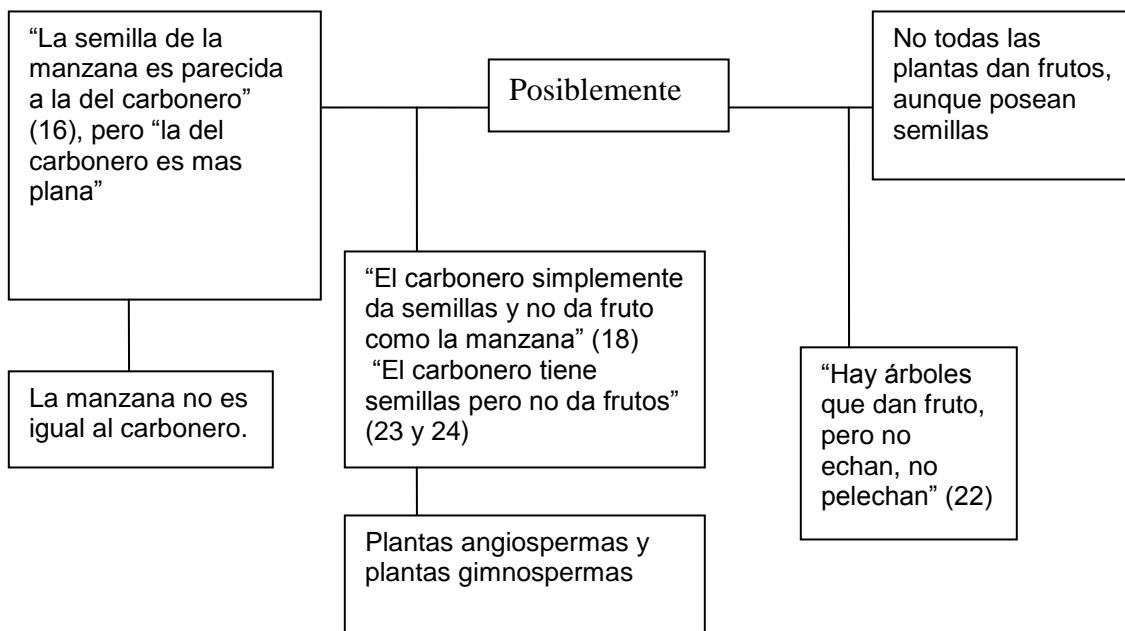 “La semilla de la
manzana es parecida
a la del carbonero”
(16), pero “la del
carbonero es mas
plana”
Posiblemente
No todas las
plantas dan frutos,
aunque posean
semillas
“El carbonero simplemente
da semillas y no da fruto
como la manzana” (18)
“El carbonero tiene
semillas pero no da frutos”
(23 y 24)
La manzana no es
igual al carbonero.
“Hay árboles
que dan fruto,
pero no
echan, no
pelechan” (22)
Plantas angiospermas y
plantas gimnospermas